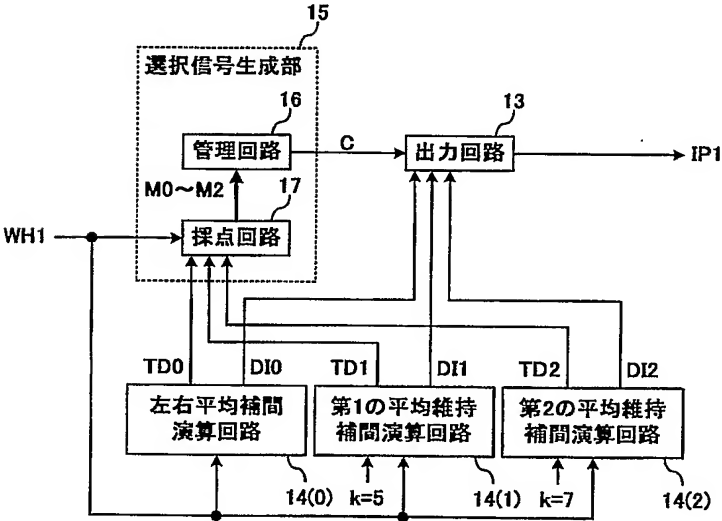 15
選択信号生成部
16
13
管理回路
C
出力回路
IP1
M0〜M2
17
WH1
採点回路
TD0
DI0
TD1
DI1
TD2
DI2
左右平均補間
演算回路
第1の平均維持
補間演算回路
第2の平均維持
補間演算回路
14(0)
k=5
14(1)
k=7
14(2)